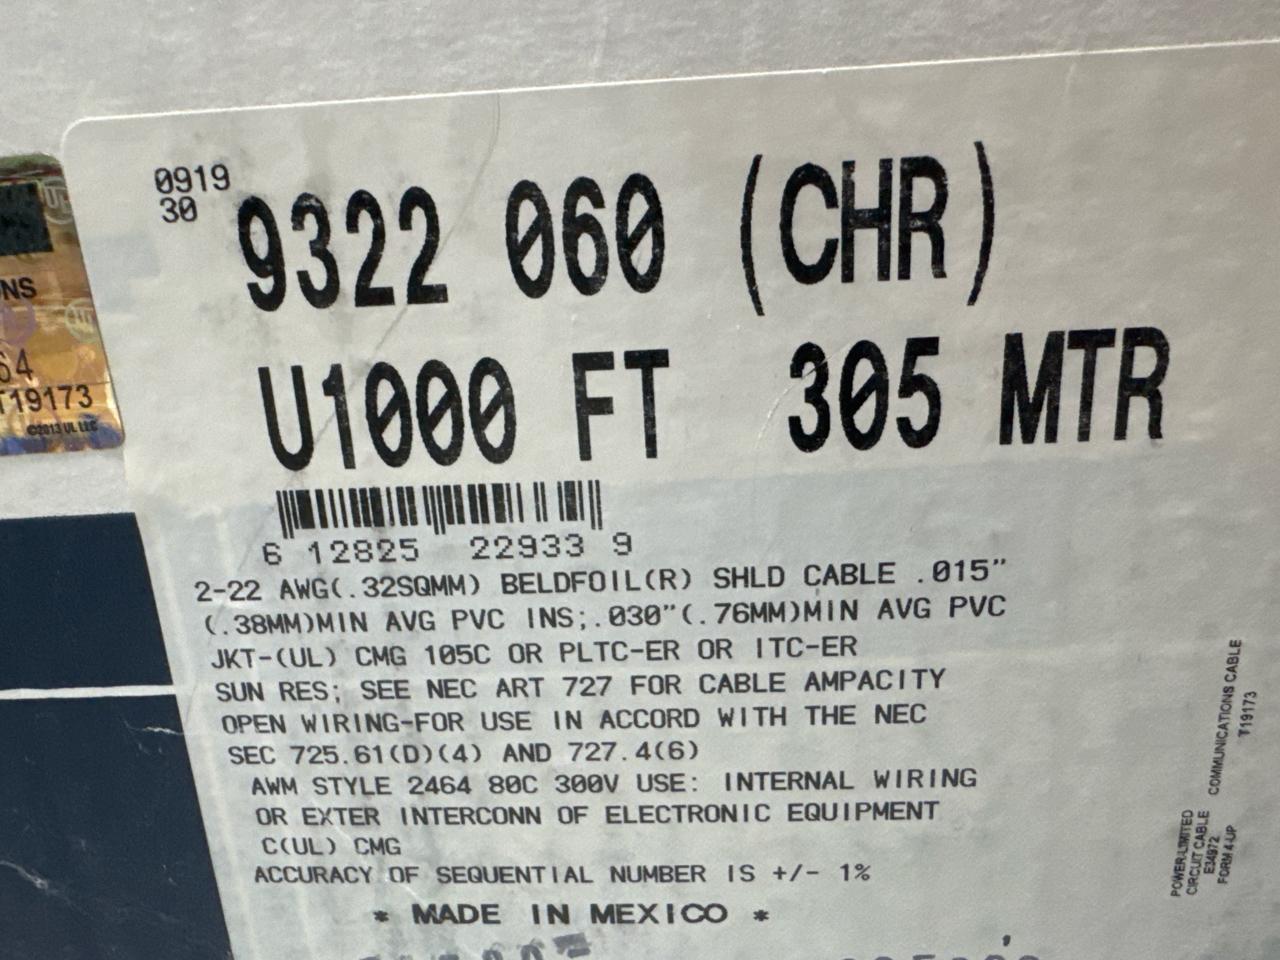 0919
30
9322 060 (CHR)
U1000 FT 305 MTR
6 12825 22933 9
2-22 AWG(.32SQMM) BELDFOIL(R) SHLD CABLE .015"
(.38MM)MIN AVG PVC INS;.030"(.76MM)MIN AVG PVC
JKT-(UL) CMG 105C OR PLTC-ER OR ITC-ER
SUN RES; SEE NEC ART 727 FOR CABLE AMPACITY
OPEN WIRING-FOR USE IN ACCORD WITH THE NEC
SEC 725.61(D)(4) AND 727.4(6)
AWM STYLE 2464 80C 300V USE: INTERNAL WIRING
OR EXTER INTERCONN OF ELECTRONIC EQUIPMENT
C(UL) CMG
ACCURACY OF SEQUENTIAL NUMBER IS +/- 1%
* MADE IN MEXICO *
NS
64
T19173
©2013 UL LLC
COMMUNICATIONS CABLE
T19173
POWER-LIMITED
CIRCUIT CABLE
E34972
FORM 4-UP